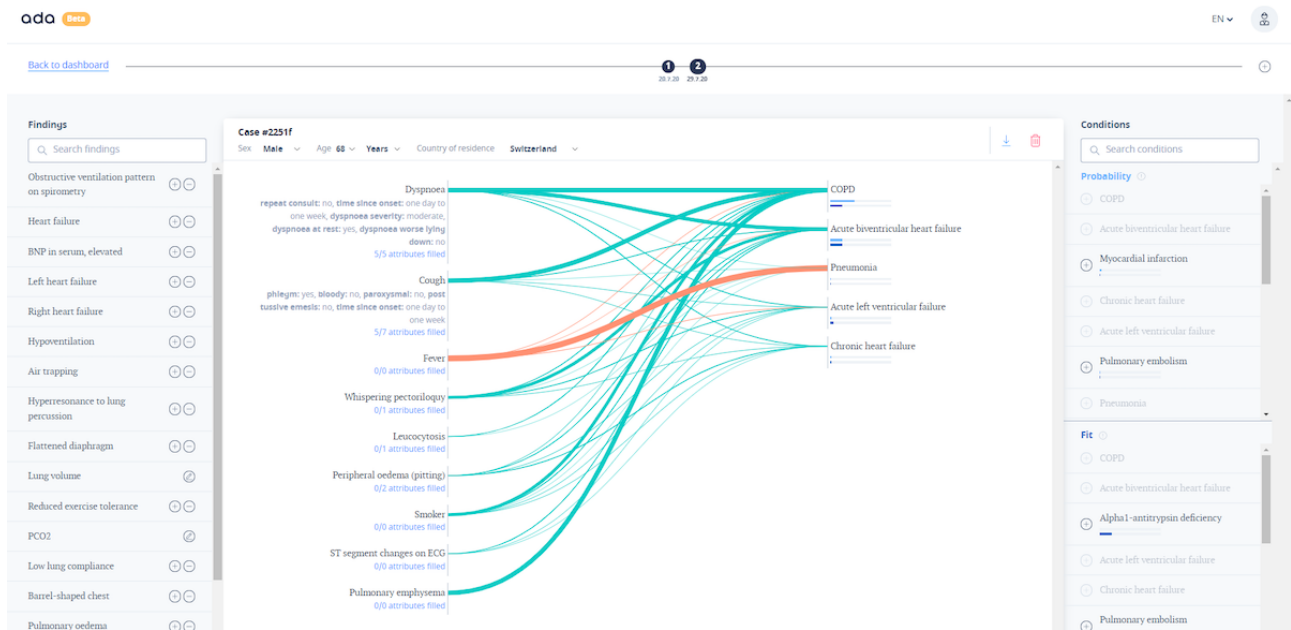 ada Beta
EN
Back to dashboard
1 2
20.7.20 29.7.20
Findings
Search findings
Obstructive ventilation pattern
on spirometry
Heart failure
BNP in serum, elevated
Left heart failure
Right heart failure
Hypoventilation
Air trapping
Hyperresonance to lung
percussion
Flattened diaphragm
Lung volume
Reduced exercise tolerance
PCO2
Low lung compliance
Barrel-shaped chest
Pulmonary oedema
Case #2251f
Sex Male Age 68 Years Country of residence Switzerland
Dyspnoea
repeat consult: no, time since onset: one day to
one week, dyspnoea severity: moderate,
dyspnoea at rest: yes, dyspnoea worse lying
down: no
5/5 attributes filled
Cough
phlegm: yes, bloody: no, paroxysmal: no, post
tussive emesis: no, time since onset: one day to
one week
5/7 attributes filled
Fever
0/0 attributes filled
Whispering pectoriloquy
0/1 attributes filled
Leucocytosis
0/1 attributes filled
Peripheral oedema (pitting)
0/2 attributes filled
Smoker
0/0 attributes filled
ST segment changes on ECG
0/0 attributes filled
Pulmonary emphysema
0/0 attributes filled
COPD
Acute biventricular heart failure
Pneumonia
Acute left ventricular failure
Chronic heart failure
Conditions
Search conditions
Probability
COPD
Acute biventricular heart failure
Myocardial infarction
Chronic heart failure
Acute left ventricular failure
Pulmonary embolism
Pneumonia
Fit
COPD
Acute biventricular heart failure
Alpha1-antitrypsin deficiency
Acute left ventricular failure
Chronic heart failure
Pulmonary embolism